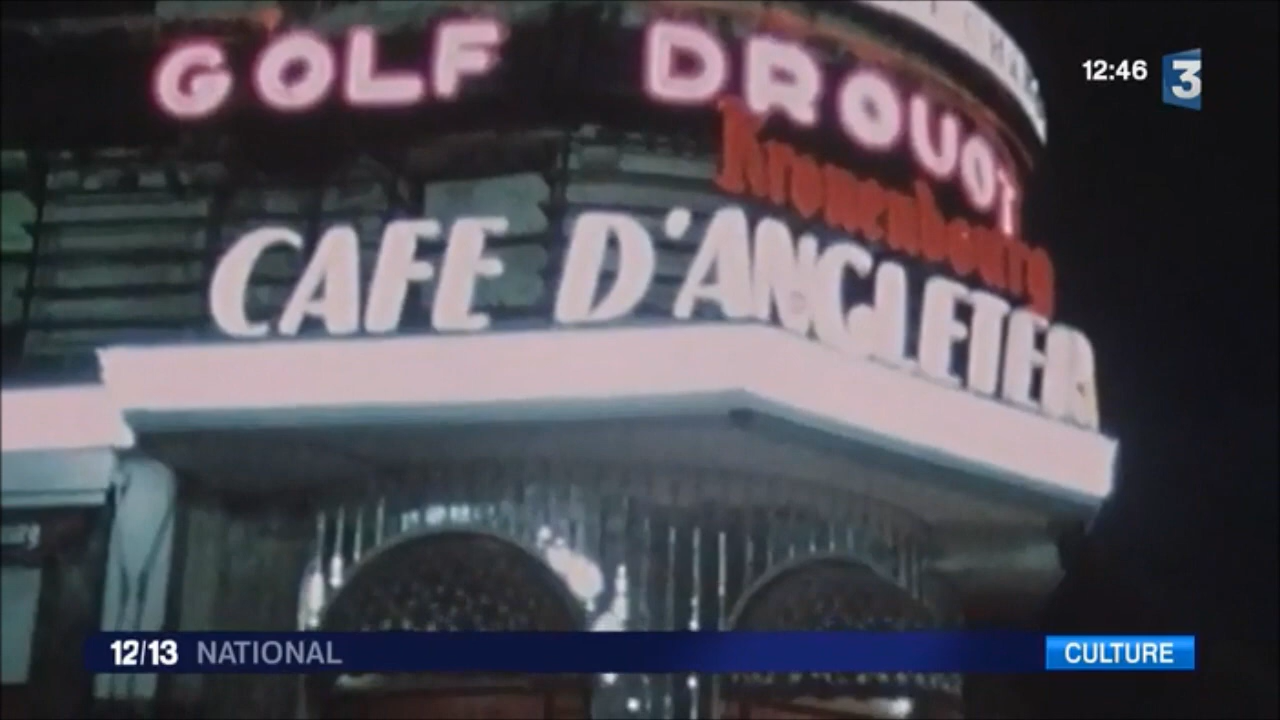 GOLF DROUOT
12:46 3
Kronenbourg
CAFE D'ANGLETER
12/13 NATIONAL
CULTURE